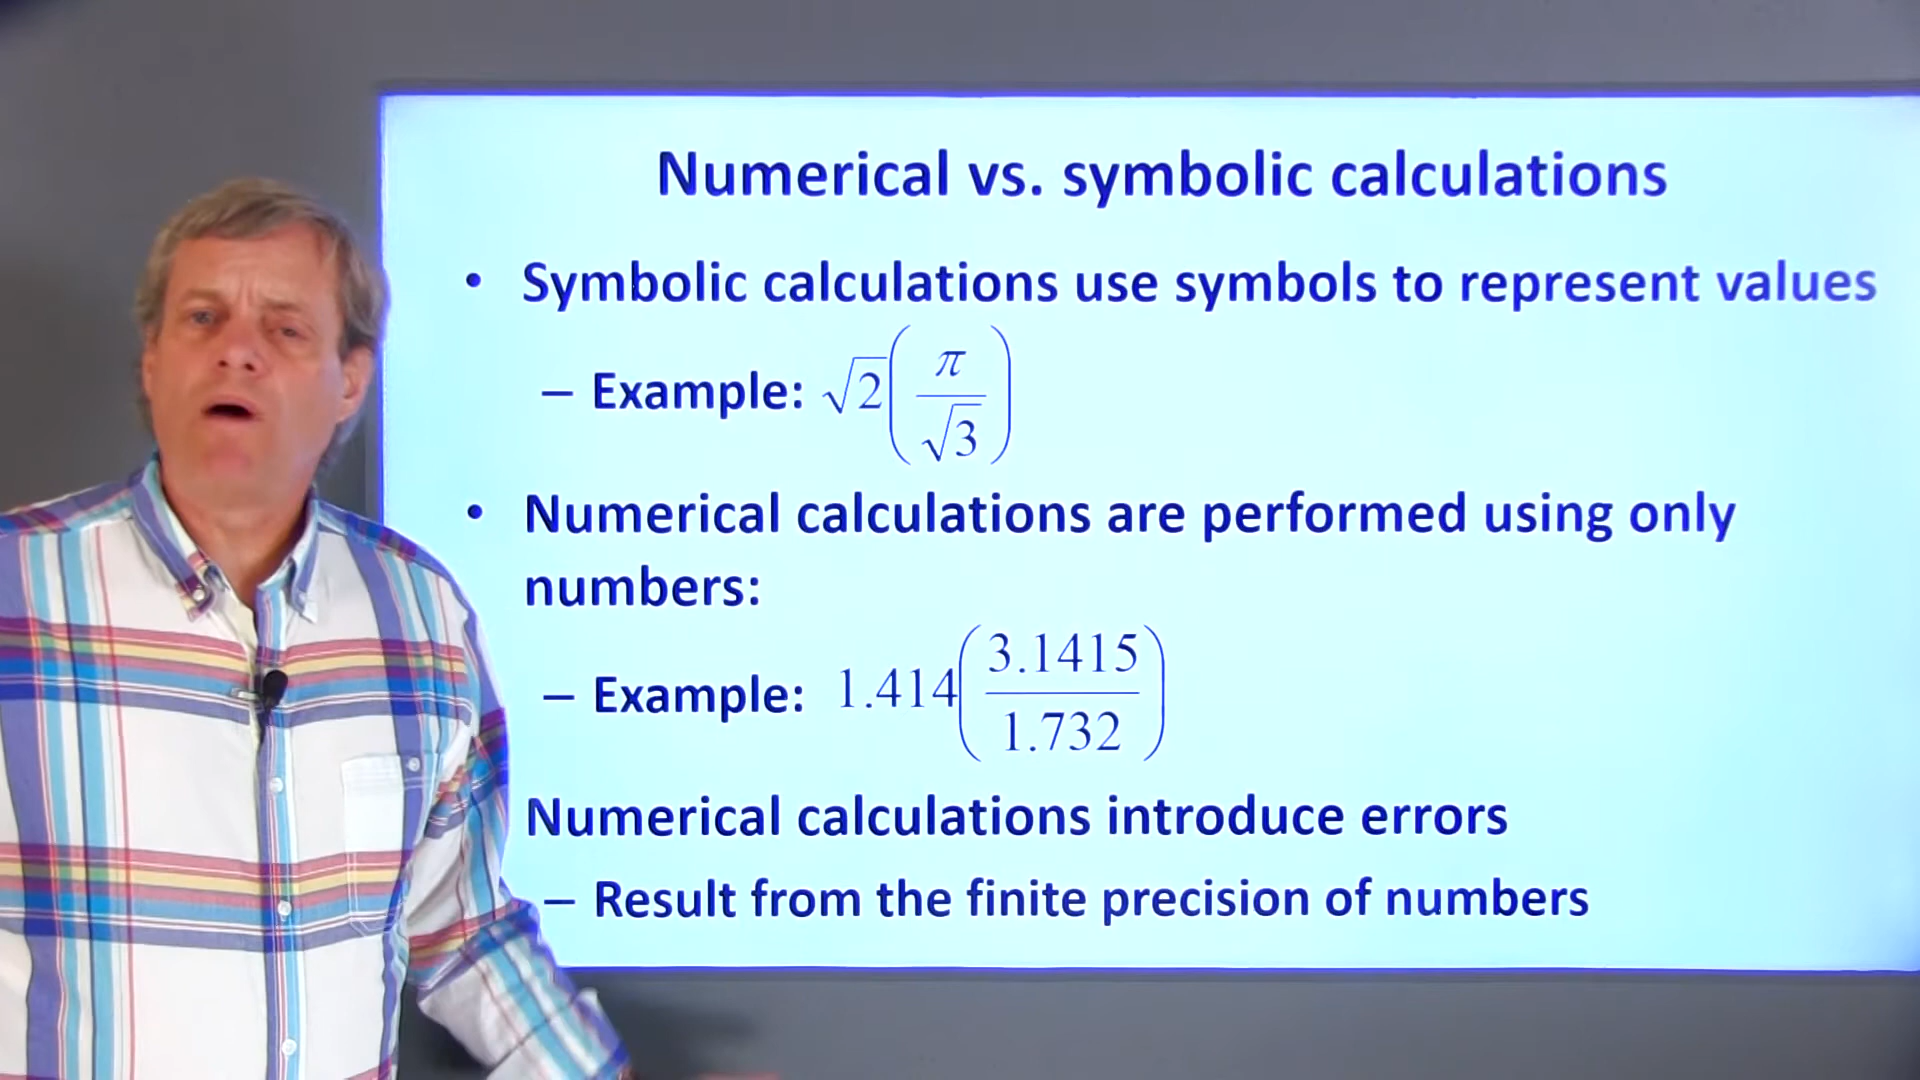 Numerical vs. symbolic calculations
• Symbolic calculations use symbols to represent values
– Example: √2(π/√3)
• Numerical calculations are performed using only
numbers:
– Example: 1.414(3.1415/1.732)
Numerical calculations introduce errors
– Result from the finite precision of numbers